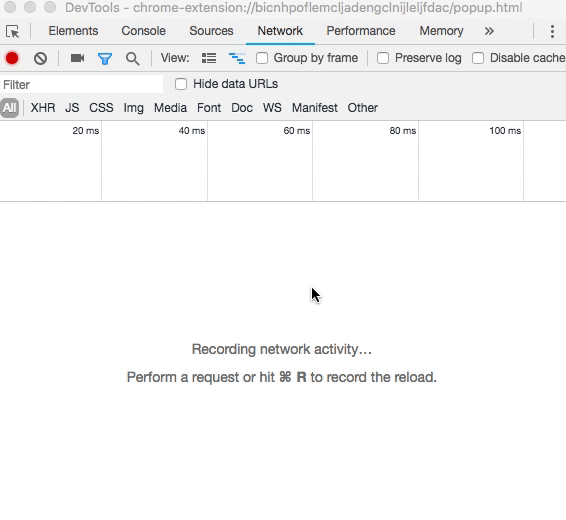 DevTools - chrome-extension://bicnhpoflemcljadengclnijleljfdac/popup.html
Elements Console Sources Network Performance Memory »
View: Group by frame Preserve log Disable cache
Filter Hide data URLs
All XHR JS CSS Img Media Font Doc WS Manifest Other
20 ms 40 ms 60 ms 80 ms 100 ms
Recording network activity…
Perform a request or hit ⌘ R to record the reload.